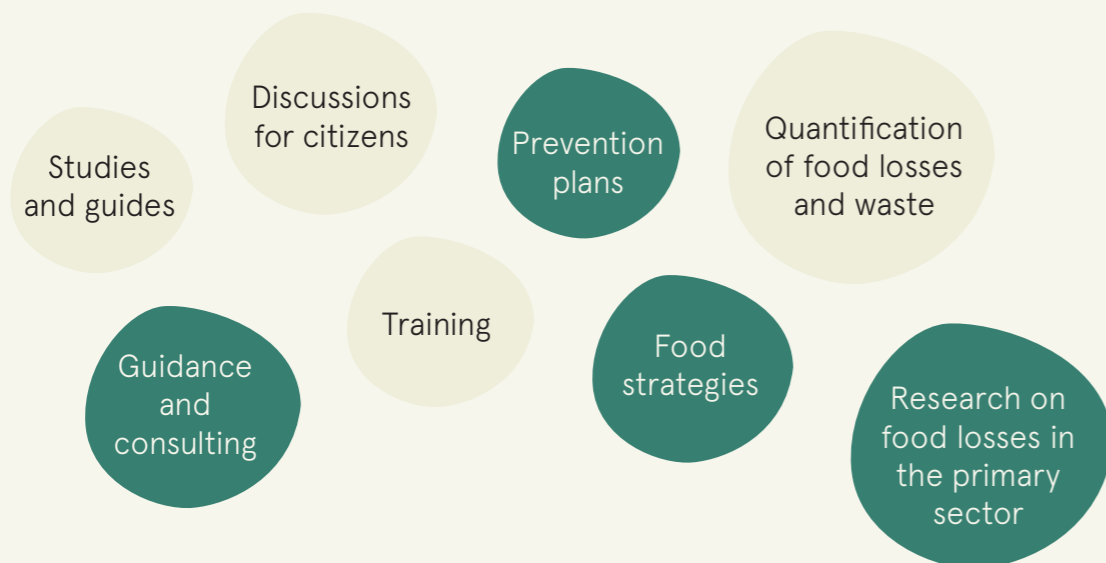 Studies
and guides
Discussions
for citizens
Prevention
plans
Quantification
of food losses
and waste
Guidance
and
consulting
Training
Food
strategies
Research on
food losses in
the primary
sector